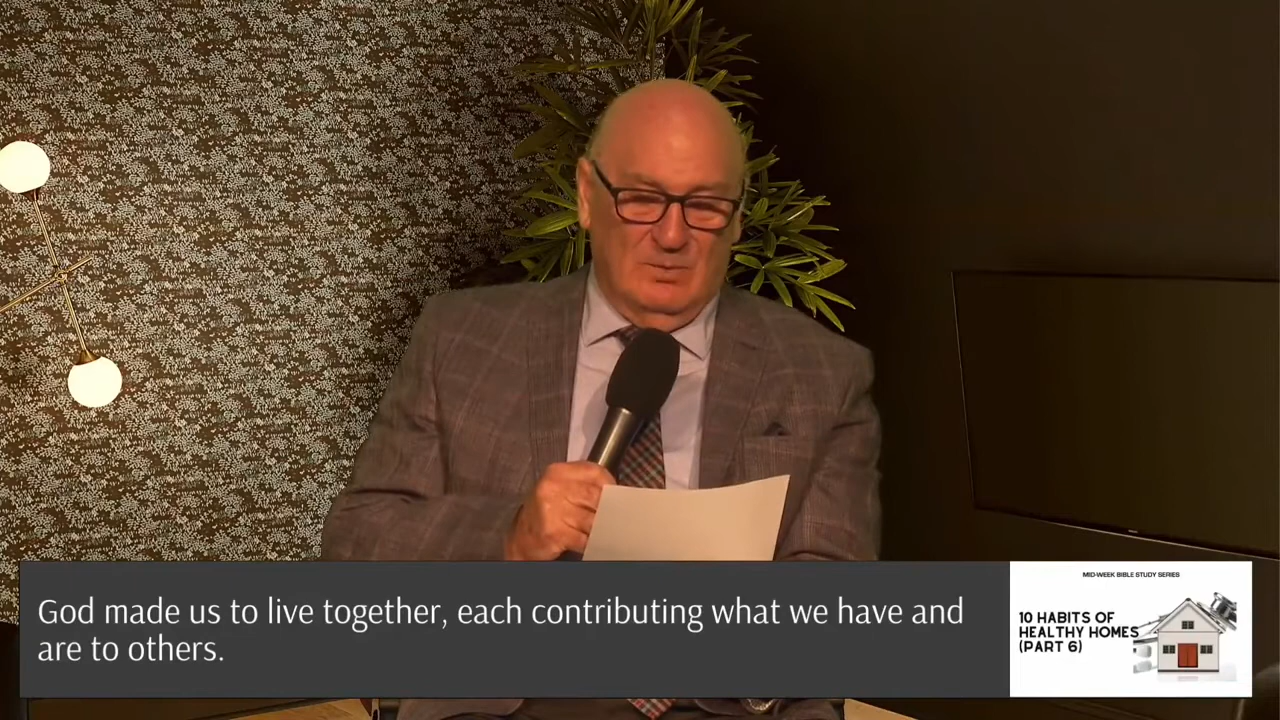 God made us to live together, each contributing what we have and
are to others.
MID-WEEK BIBLE STUDY SERIES
10 HABITS OF
HEALTHY HOMES
(PART 6)